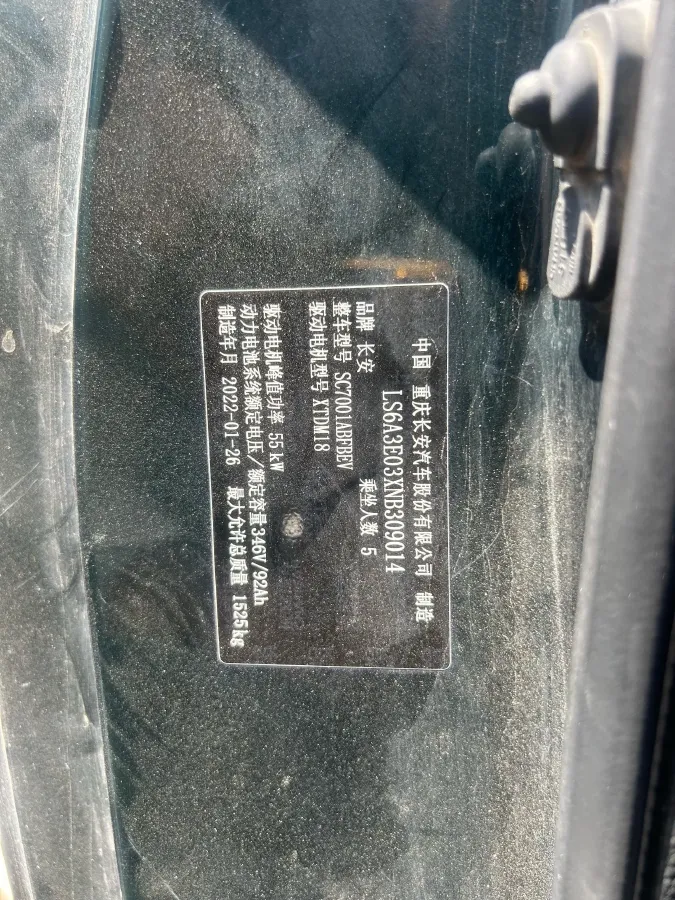 中国 重庆长安汽车股份有限公司 制造
LS6A3E03XNB309014
品牌 长安 乘坐人数 5
整车型号 SC7001ABFBEV
驱动电机型号 XTDM18
驱动电机峰值功率 55 kW
动力电池系统额定电压/额定容量346V/92Ah
制造年月 2022-01-26 最大允许总质量 1525kg